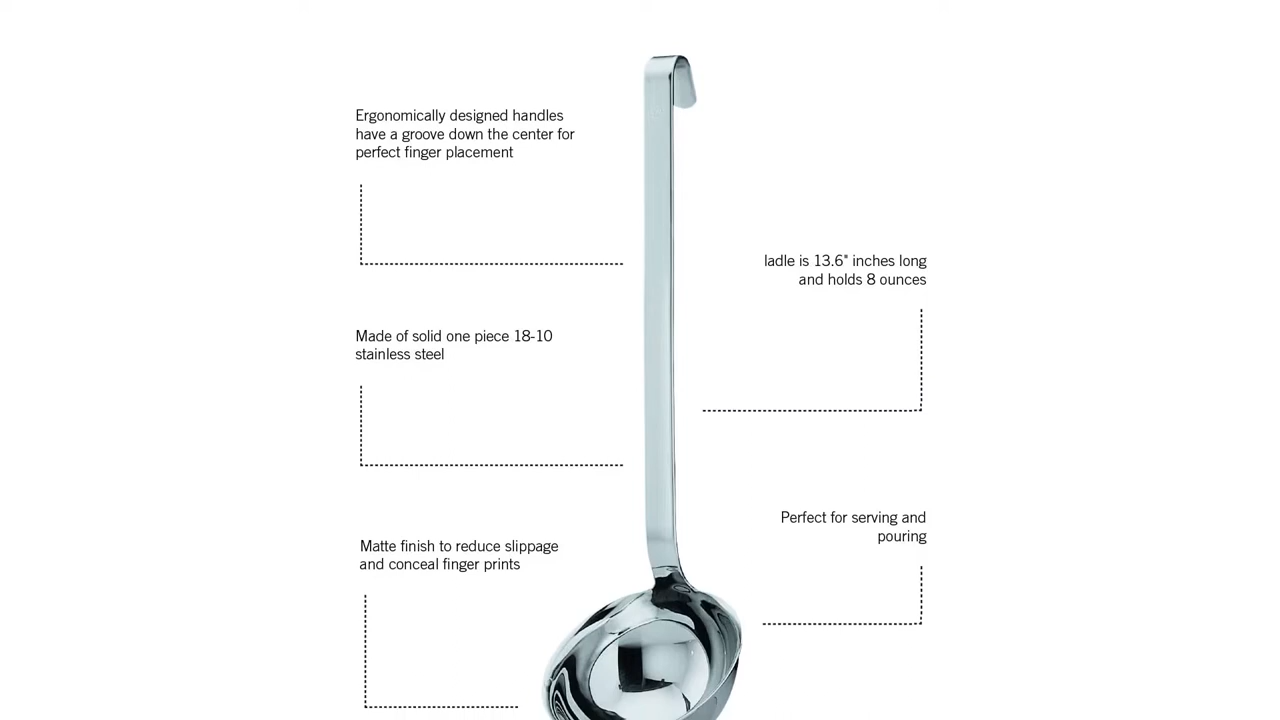 Ergonomically designed handles
have a groove down the center for
perfect finger placement
ladle is 13.6" inches long
and holds 8 ounces
Made of solid one piece 18-10
stainless steel
Perfect for serving and
pouring
Matte finish to reduce slippage
and conceal finger prints